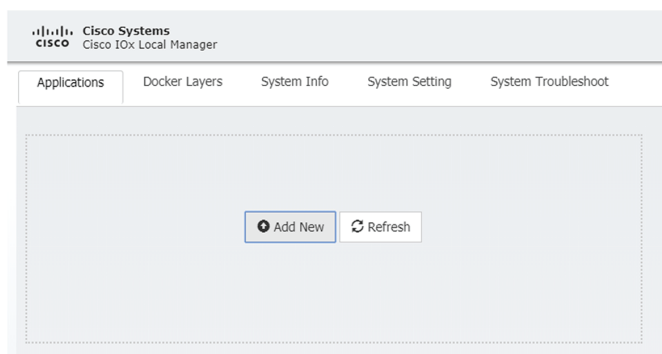 CISCO
Cisco Systems
Cisco IOx Local Manager
Applications Docker Layers System Info System Setting System Troubleshoot
Add New Refresh